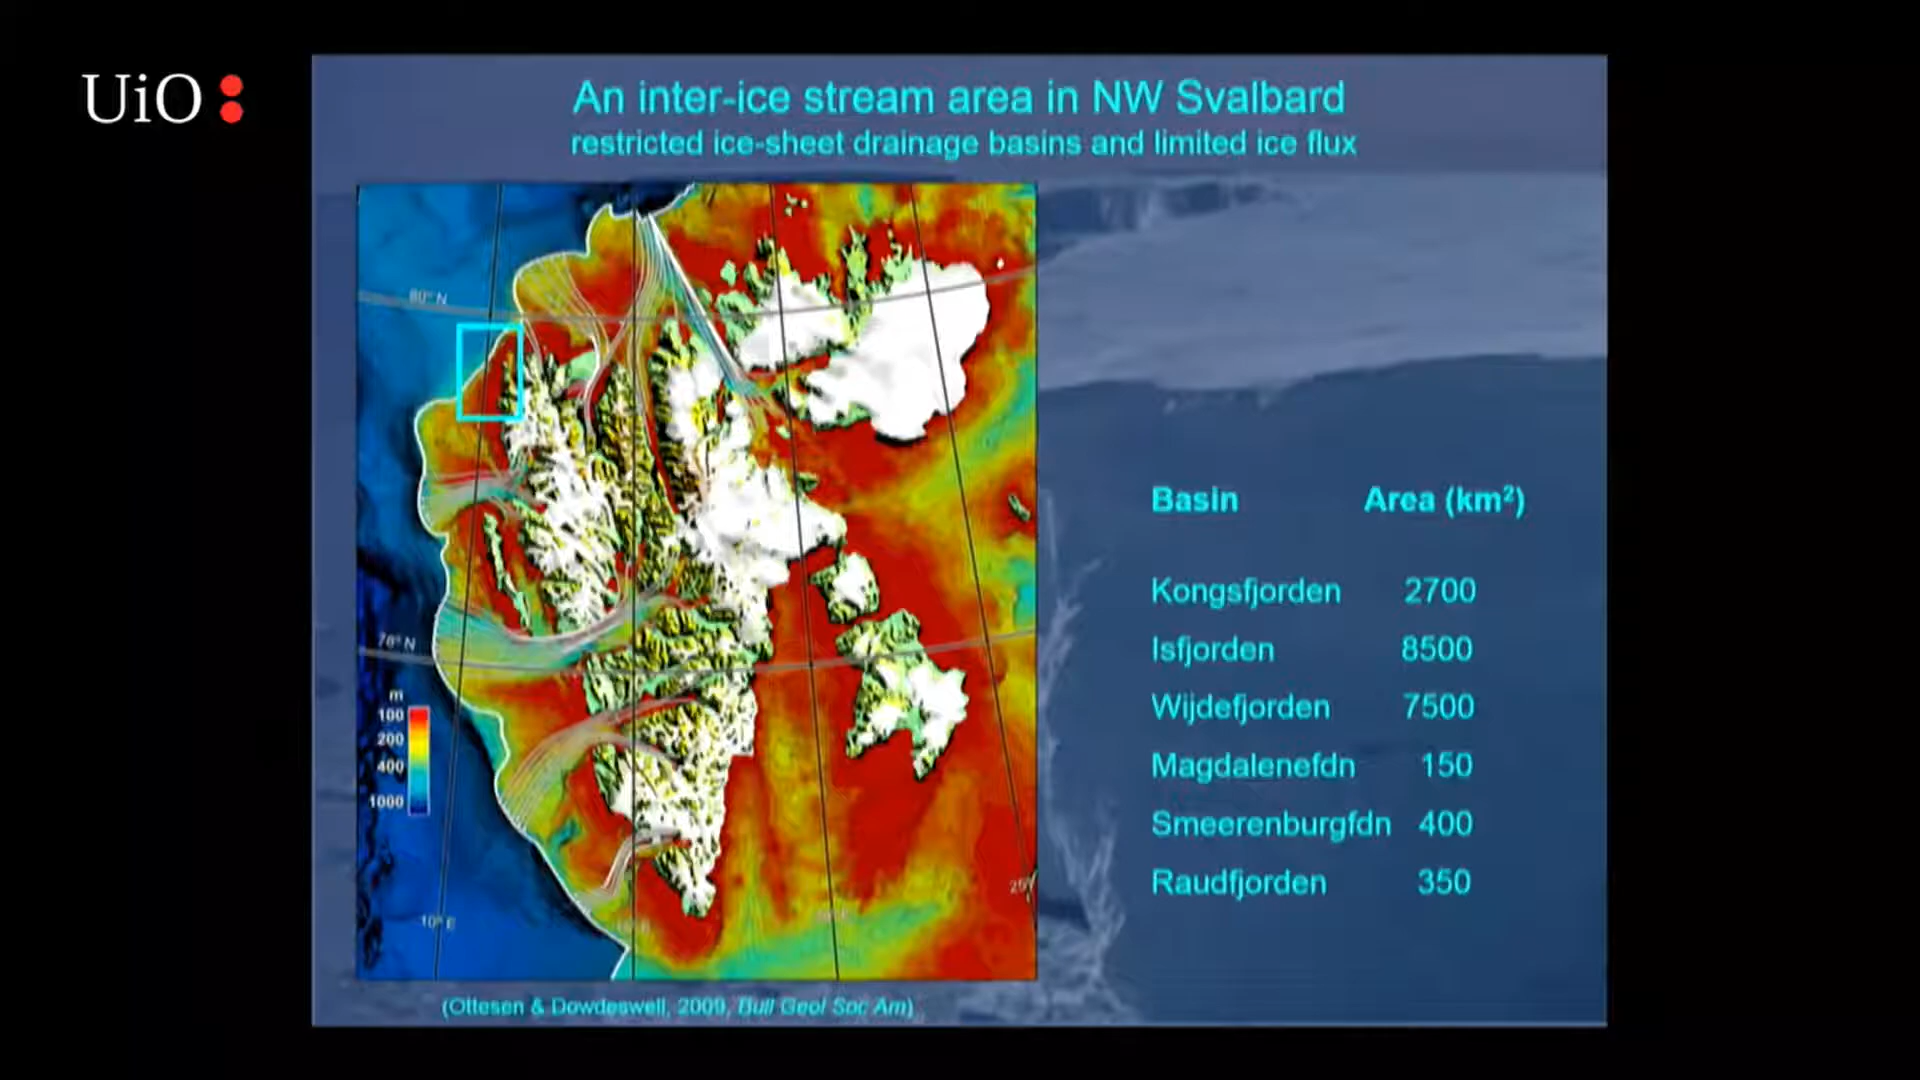 UiO:
An inter-ice stream area in NW Svalbard
restricted ice-sheet drainage basins and limited ice flux
80° N
78° N
m
100
200
400
1000
10° E
Basin Area (km²)
Kongsfjorden 2700
Isfjorden 8500
Wijdefjorden 7500
Magdalenefdn 150
Smeerenburgfdn 400
Raudfjorden 350
(Ottesen & Dowdeswell, 2009, Bull Geol Soc Am)